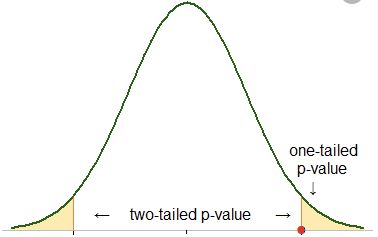 one-tailed
p-value
↓
← two-tailed p-value →